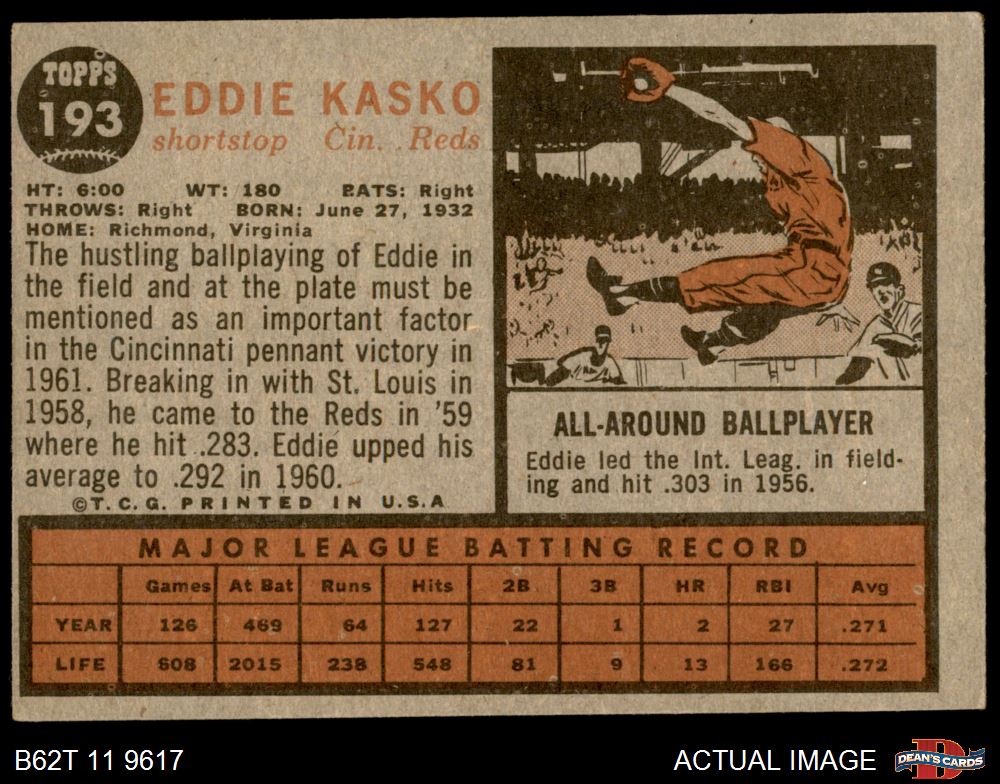 TOPPS
193
EDDIE KASKO
shortstop Cin. Reds
HT: 6:00 WT: 180 BATS: Right
THROWS: Right BORN: June 27, 1932
HOME: Richmond, Virginia
The hustling ballplaying of Eddie in
the field and at the plate must be
mentioned as an important factor
in the Cincinnati pennant victory in
1961. Breaking in with St. Louis in
1958, he came to the Reds in '59
where he hit .283. Eddie upped his
average to .292 in 1960.
©T.C.G. PRINTED IN U.S.A
ALL-AROUND BALLPLAYER
Eddie led the Int. Leag. in field-
ing and hit .303 in 1956.
MAJOR LEAGUE BATTING RECORD
Games At Bat Runs Hits 2B 3B HR RBI Avg
YEAR 126 469 64 127 22 1 2 27 .271
LIFE 608 2015 238 548 81 9 13 166 .272
B62T 11 9617
ACTUAL IMAGE
D
DEAN'S CARDS